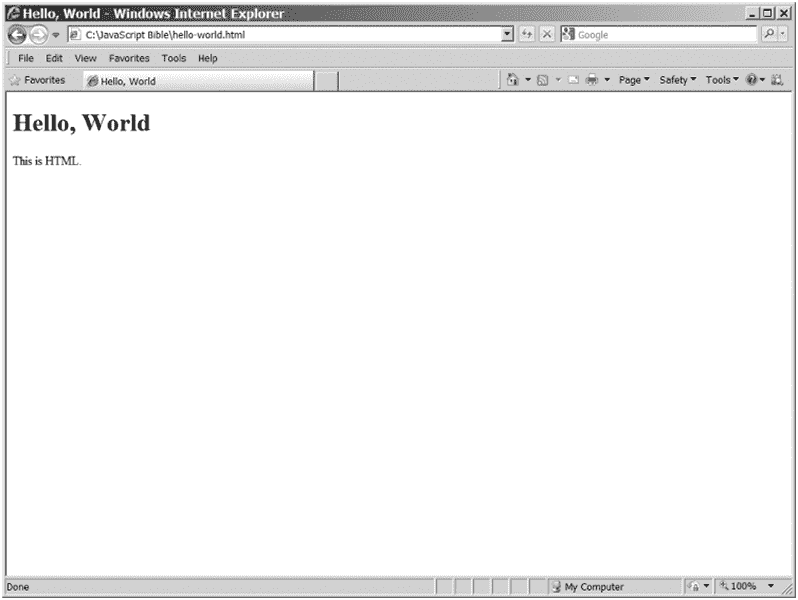 Hello, World - Windows Internet Explorer
C:\JavaScript Bible\hello-world.html
Google
File Edit View Favorites Tools Help
Favorites Hello, World Page Safety Tools
Hello, World
This is HTML.
Done My Computer 100%